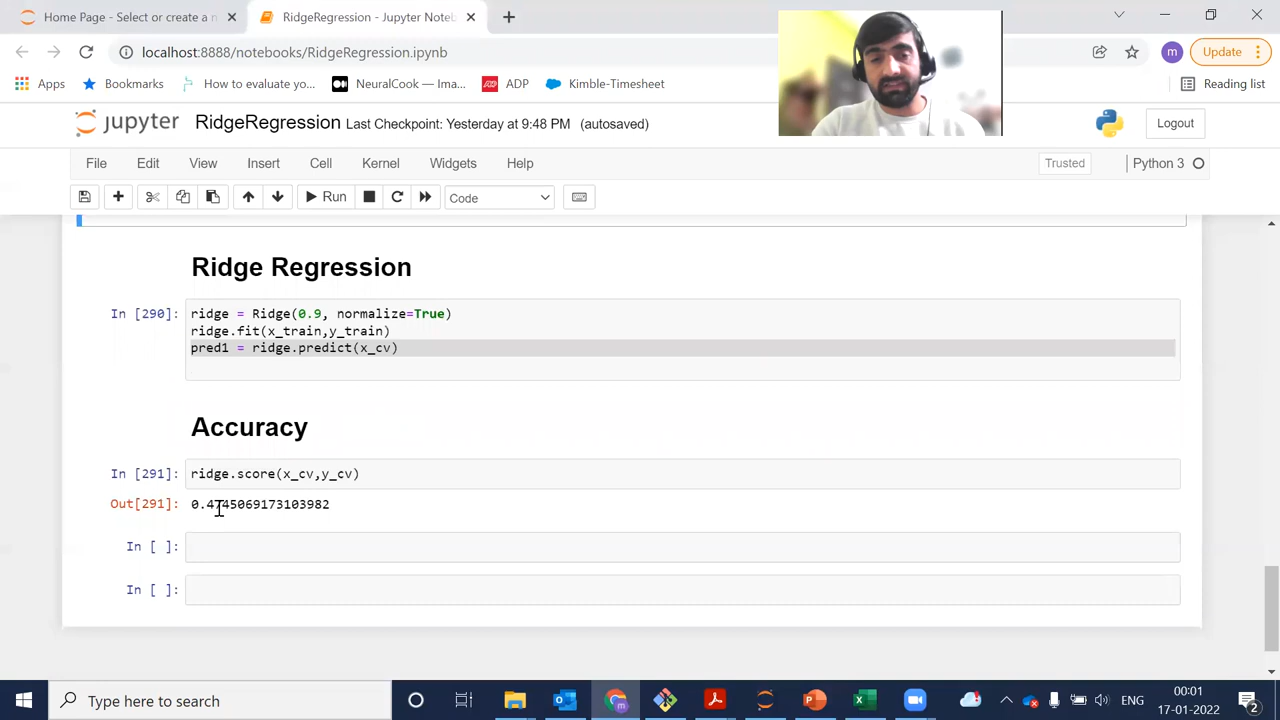 Home Page - Select or create a n
RidgeRegression - Jupyter Noteb
localhost:8888/notebooks/RidgeRegression.ipynb
m
Update
Apps
Bookmarks
How to evaluate yo...
NeuralCook — Ima...
ADP
Kimble-Timesheet
Reading list
jupyter
RidgeRegression
Last Checkpoint: Yesterday at 9:48 PM (autosaved)
Logout
File
Edit
View
Insert
Cell
Kernel
Widgets
Help
Trusted
Python 3
Run
Code
Ridge Regression
In [290]:
ridge = Ridge(0.9, normalize=True)
ridge.fit(x_train,y_train)
pred1 = ridge.predict(x_cv)
Accuracy
In [291]:
ridge.score(x_cv,y_cv)
Out[291]:
0.4745069173103982
In [ ]:
In [ ]:
Type here to search
ENG
00:01
17-01-2022
2